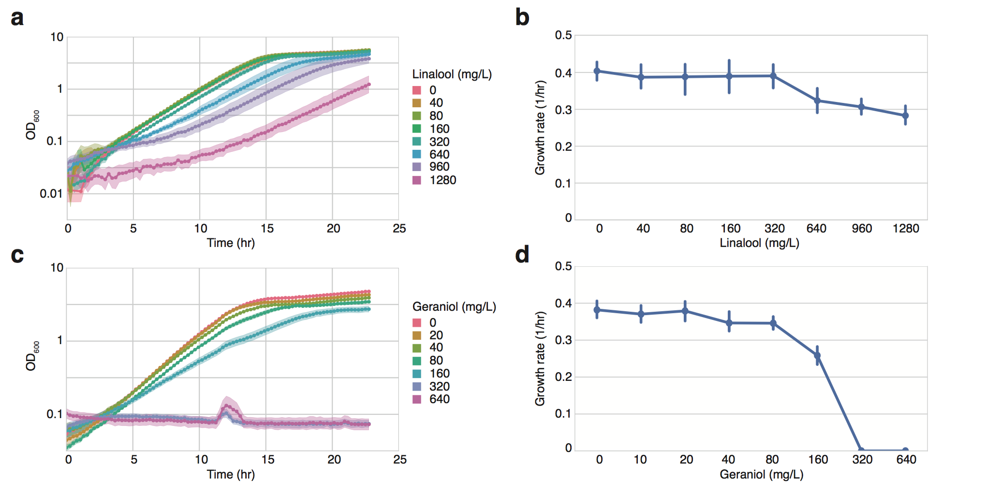 a
10
1
0.1
0.01
OD600
0 5 10 15 20 25
Time (hr)
Linalool (mg/L)
0
40
80
160
320
640
960
1280
b
0.5
0.4
0.3
0.2
0.1
0
Growth rate (1/hr)
0 40 80 160 320 640 960 1280
Linalool (mg/L)
c
10
1
0.1
OD600
0 5 10 15 20 25
Time (hr)
Geraniol (mg/L)
0
20
40
80
160
320
640
d
0.5
0.4
0.3
0.2
0.1
0
Growth rate (1/hr)
0 10 20 40 80 160 320 640
Geraniol (mg/L)